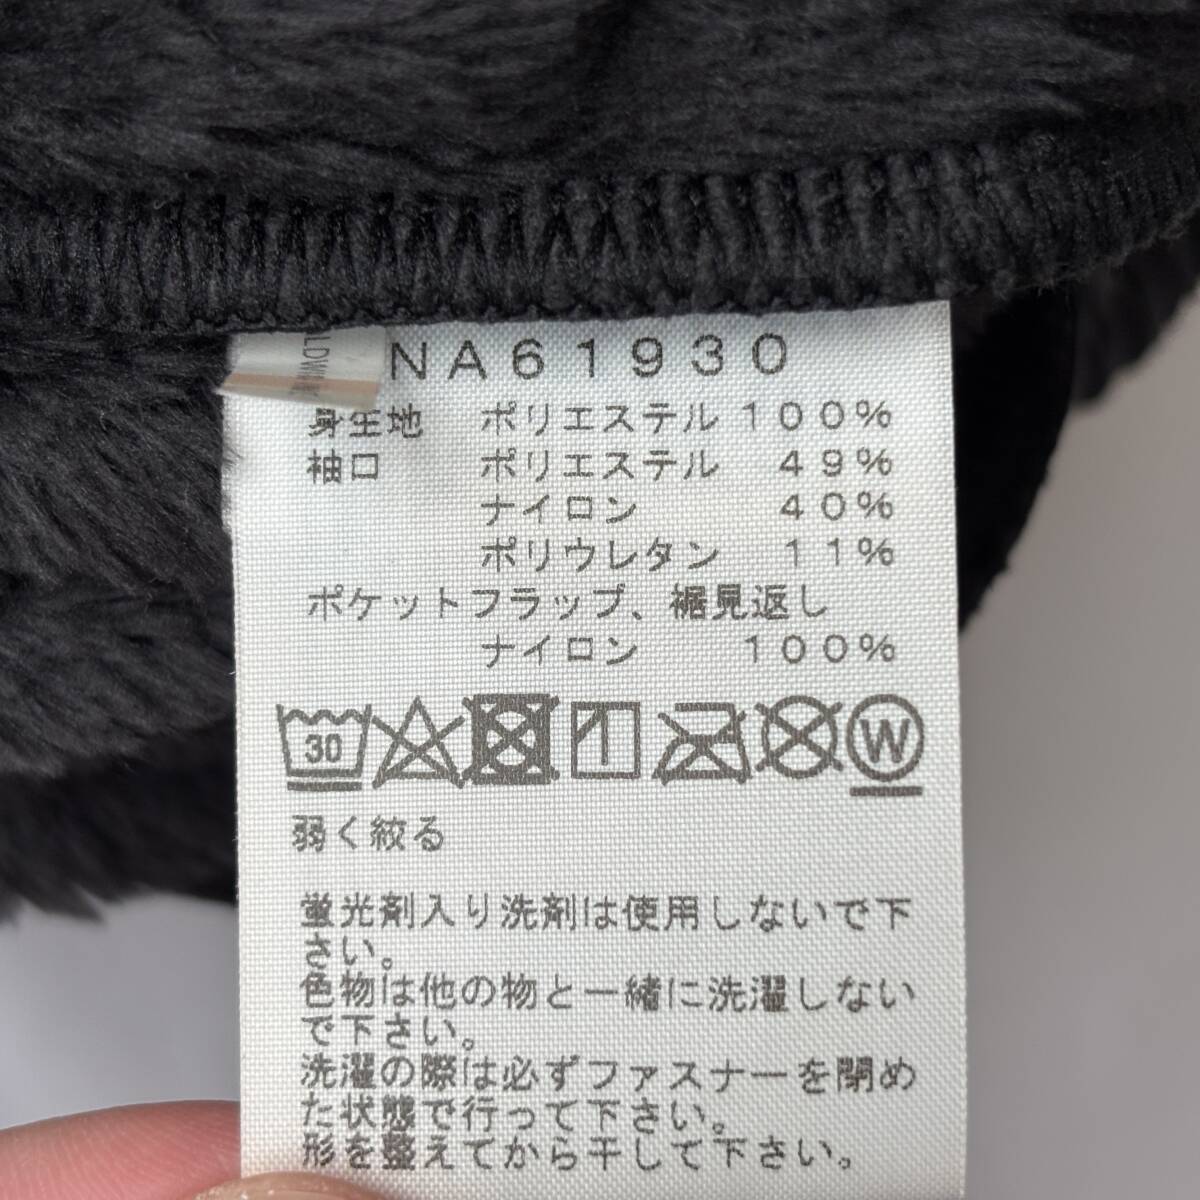 NA61930
身生地 ポリエステル 100%
袖口 ポリエステル 49%
ナイロン 40%
ポリウレタン 11%
ポケットフラップ、裾見返し
ナイロン 100%
30 W
弱く絞る
蛍光剤入り洗剤は使用しないで下
さい。
色物は他の物と一緒に洗濯しない
で下さい。
洗濯の際は必ずファスナーを閉め
た状態で行って下さい。
形を整えてから干して下さい。